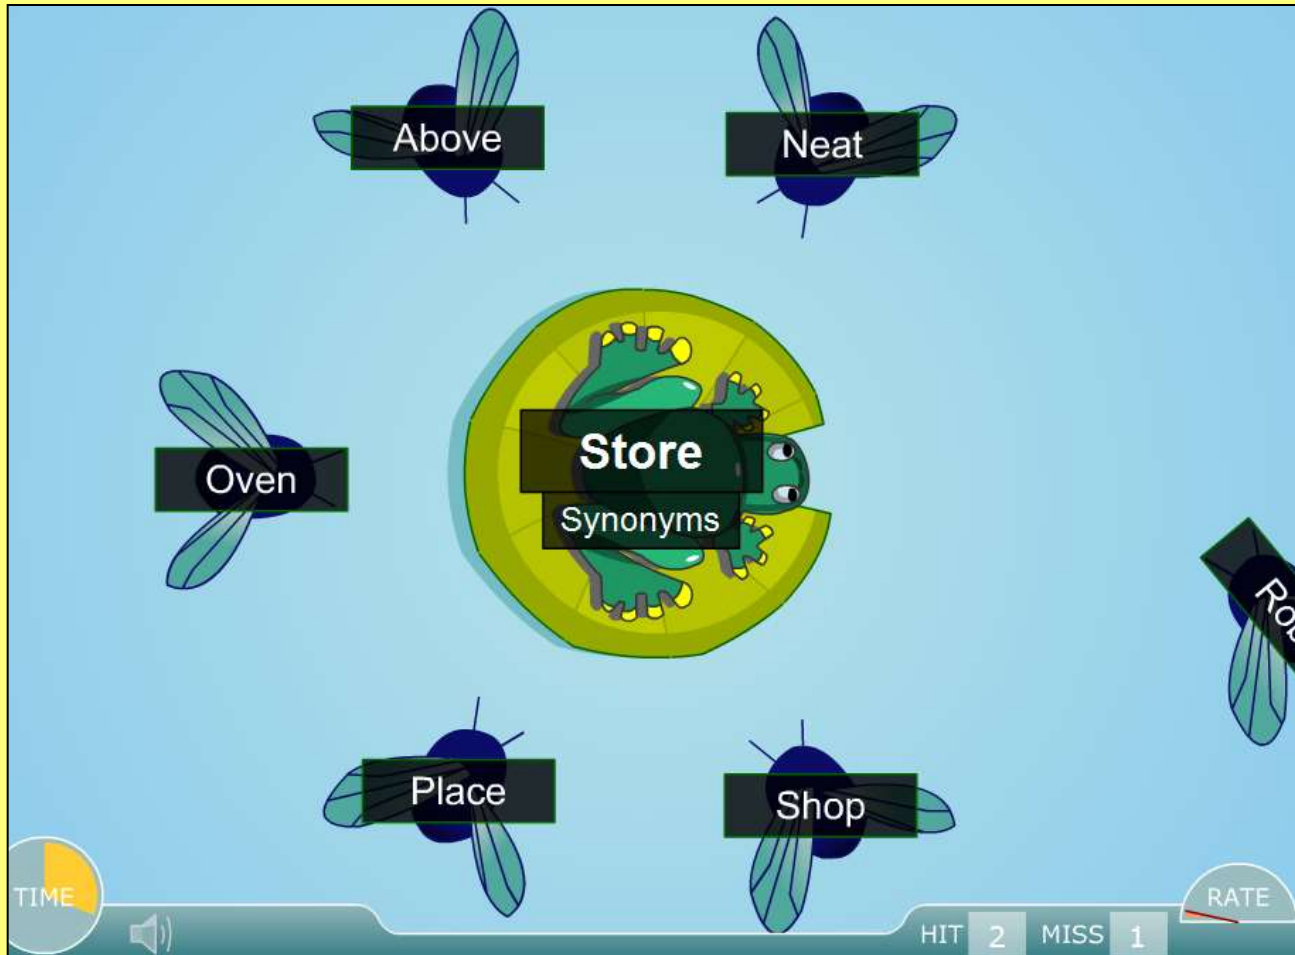 Above
Neat
Store
Oven
Synonyms
Place
Shop
TIME
RATE
HIT 2 MISS 1